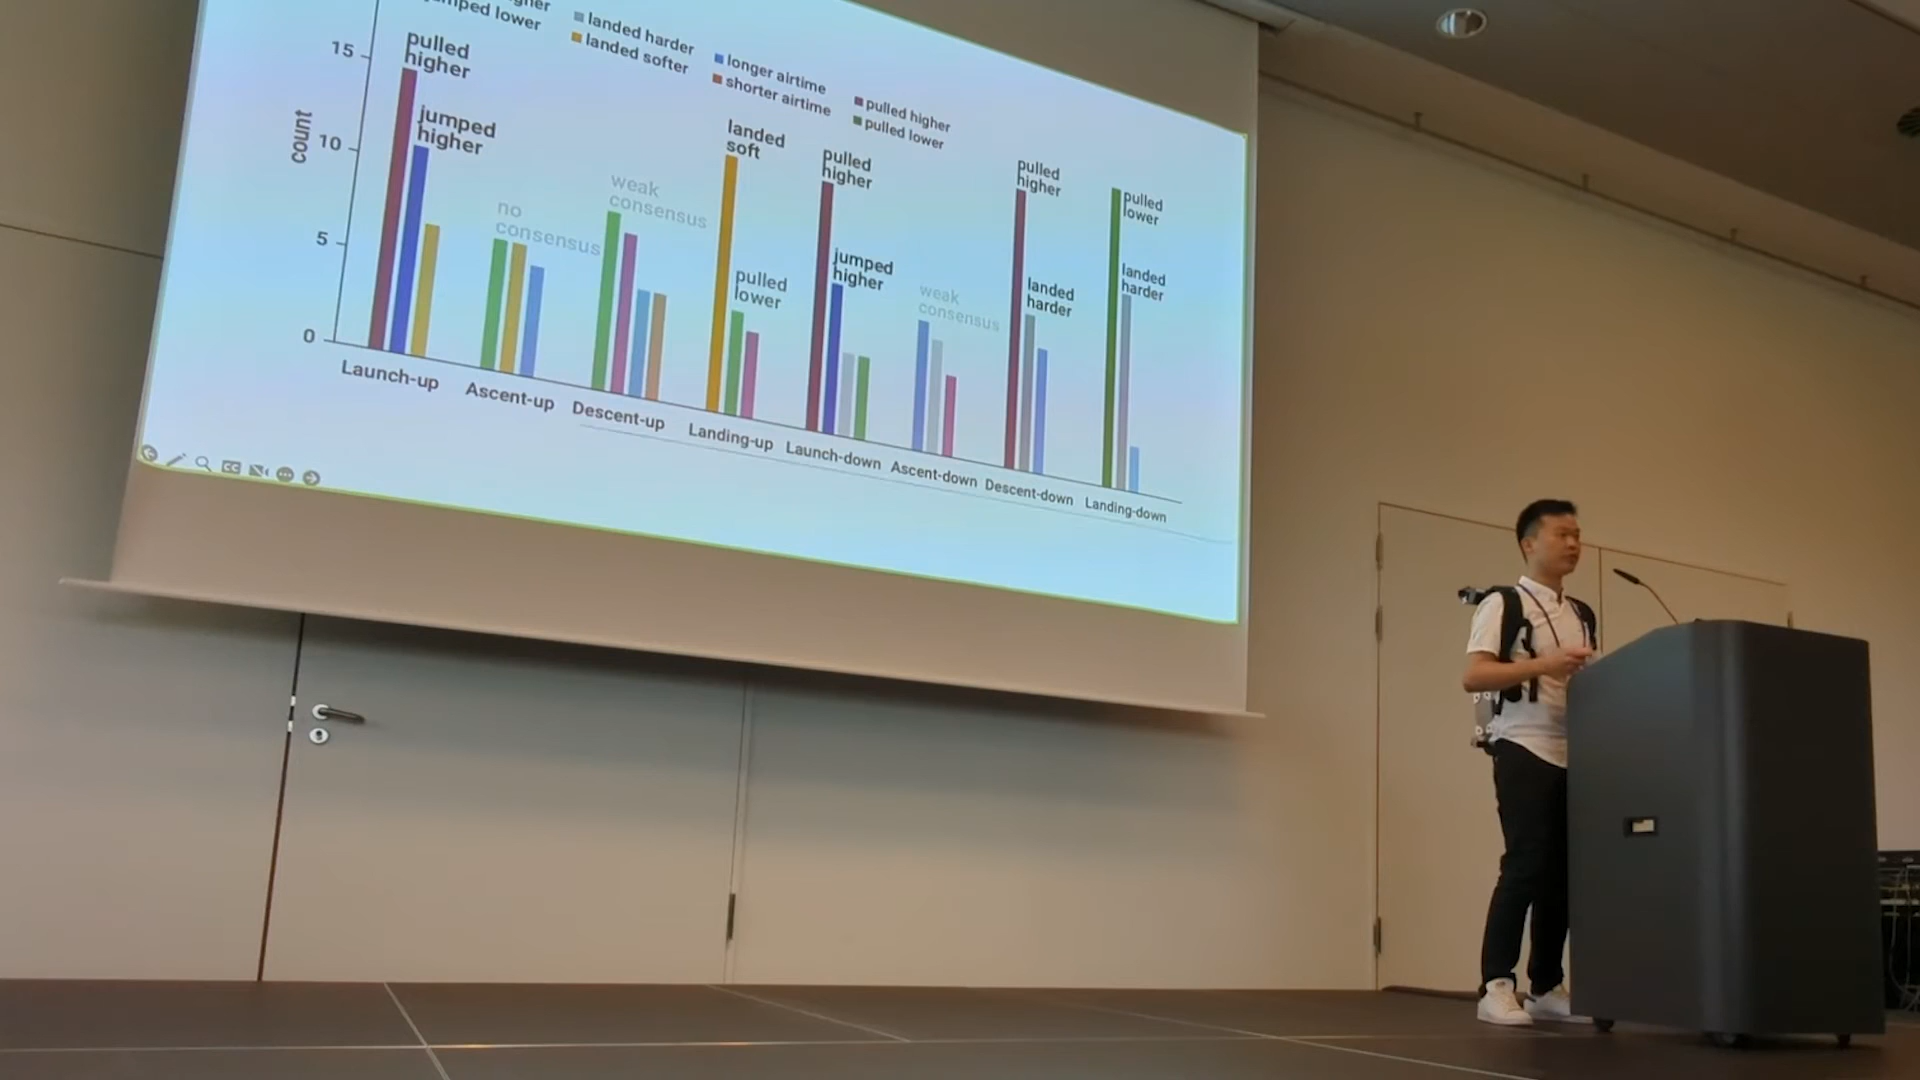 jumped lower
landed harder
landed softer
longer airtime
shorter airtime
pulled higher
pulled lower
count
15
10
5
0
pulled
higher
jumped
higher
no
consensus
weak
consensus
landed
soft
pulled
lower
pulled
higher
jumped
higher
weak
consensus
pulled
higher
landed
harder
pulled
lower
landed
harder
Launch-up
Ascent-up
Descent-up
Landing-up
Launch-down
Ascent-down
Descent-down
Landing-down
CC